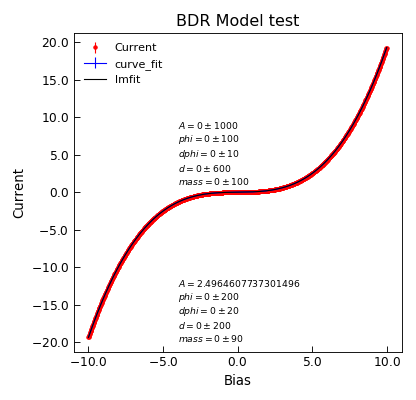 BDR Model test
Current
curve_fit
lmfit
A = 0 ± 1000
phi = 0 ± 100
dphi = 0 ± 10
d = 0 ± 600
mass = 0 ± 100
A = 2.4964607737301496
phi = 0 ± 200
dphi = 0 ± 20
d = 0 ± 200
mass = 0 ± 90
20.0
15.0
10.0
5.0
0.0
−5.0
−10.0
−15.0
−20.0
Current
−10.0 −5.0 0.0 5.0 10.0
Bias